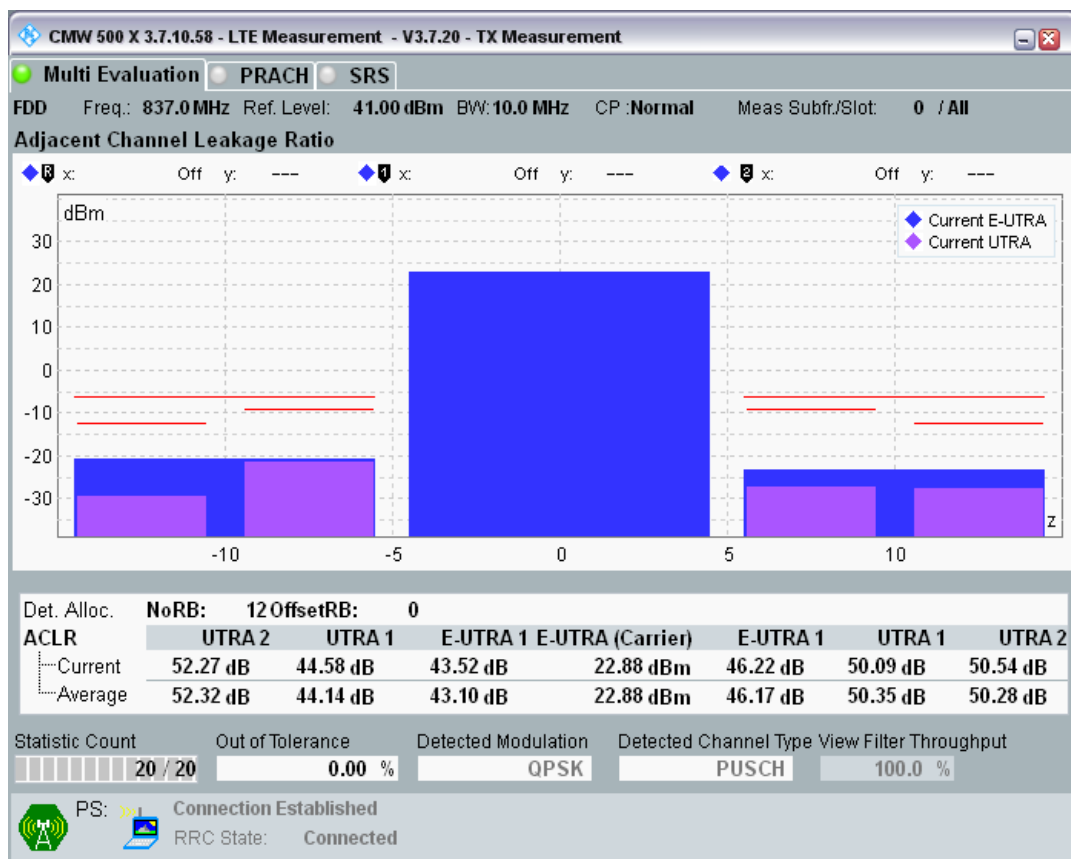 CMW 500 X 3.7.10.58 - LTE Measurement - V3.7.20 - TX Measurement
Multi Evaluation PRACH SRS
FDD Freq.: 837.0 MHz Ref. Level: 41.00 dBm BW: 10.0 MHz CP :Normal Meas Subfr./Slot: 0 / All
Adjacent Channel Leakage Ratio
R x: Off y: --- 1 x: Off y: --- 2 x: Off y: ---
dBm
Current E-UTRA
Current UTRA
30
20
10
0
-10
-20
-30
z
-10 -5 0 5 10
Det. Alloc. NoRB: 12 OffsetRB: 0
ACLR UTRA 2 UTRA 1 E-UTRA 1 E-UTRA (Carrier) E-UTRA 1 UTRA 1 UTRA 2
Current 52.27 dB 44.58 dB 43.52 dB 22.88 dBm 46.22 dB 50.09 dB 50.54 dB
Average 52.32 dB 44.14 dB 43.10 dB 22.88 dBm 46.17 dB 50.35 dB 50.28 dB
Statistic Count Out of Tolerance Detected Modulation Detected Channel Type View Filter Throughput
20 / 20 0.00 % QPSK PUSCH 100.0 %
PS: Connection Established
RRC State: Connected